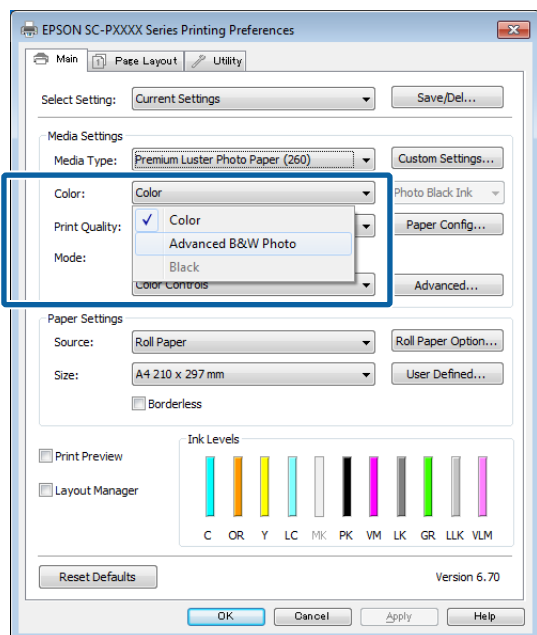 EPSON SC-PXXXX Series Printing Preferences
Main Page Layout Utility
Select Setting: Current Settings Save/Del...
Media Settings
Media Type: Premium Luster Photo Paper (260) Custom Settings...
Color: Color Photo Black Ink
Color
Print Quality: Paper Config...
Advanced B&W Photo
Mode:
Black
Color Controls Advanced...
Paper Settings
Source: Roll Paper Roll Paper Option...
Size: A4 210 x 297 mm User Defined...
Borderless
Ink Levels
Print Preview
Layout Manager
C OR Y LC MK PK VM LK GR LLK VLM
Reset Defaults Version 6.70
OK Cancel Apply Help